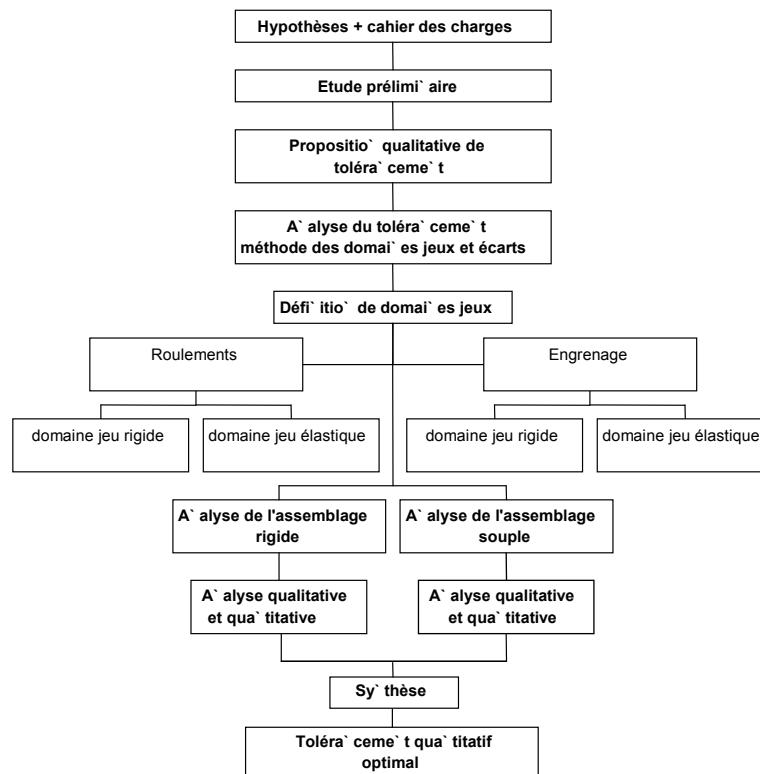 Hypothèses + cahier des charges
Etude prélimi` aire
Propositio` qualitative de
toléra` ceme` t
A` alyse du toléra` ceme` t
méthode des domai` es jeux et écarts
Défi` itio` de domai` es jeux
Roulements
Engrenage
domaine jeu rigide
domaine jeu élastique
domaine jeu rigide
domaine jeu élastique
A` alyse de l'assemblage
rigide
A` alyse de l'assemblage
souple
A` alyse qualitative
et qua` titative
A` alyse qualitative
et qua` titative
Sy` thèse
Toléra` ceme` t qua` titatif
optimal